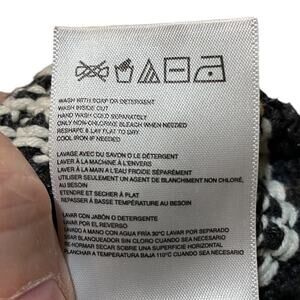 WASH WITH SOAP OR DETERGENT
WASH INSIDE OUT
HAND WASH COLD SEPARATELY
ONLY NON-CHLORINE BLEACH WHEN NEEDED
RESHAPE & LAY FLAT TO DRY
COOL IRON IF NEEDED
LAVAGE AVEC DU SAVON O LE DÉTERGENT
LAVER À LA MACHINE À L'ENVERS
LAVER À LA MAIN A L'EAU FROIDE SÉPARÉMENT
UTILISER SEULEMENT UN AGENT DE BLANCHIMENT NON CHLORÉ,
AU BESOIN
ETENDRE ET SECHER À PLAT
REPASSER À BASSE TEMPÉRATURE AU BESOIN
LAVAR CON JABÓN O DETERGENTE
LAVAR POR EL REVERSO
LAVADO A MANO CON AGUA FRÍA 30°C LAVAR POR SEPARADO
USAR BLANQUEADOR SIN CLORO CUANDO SEA NECESARIO
RE-HORMAR SECAR SOBRE UNA SUPERFICIE HORIZONTAL
PLANCHAR A TEMPERATURA BAJA 110°C CUANDO SEA NECESARIO